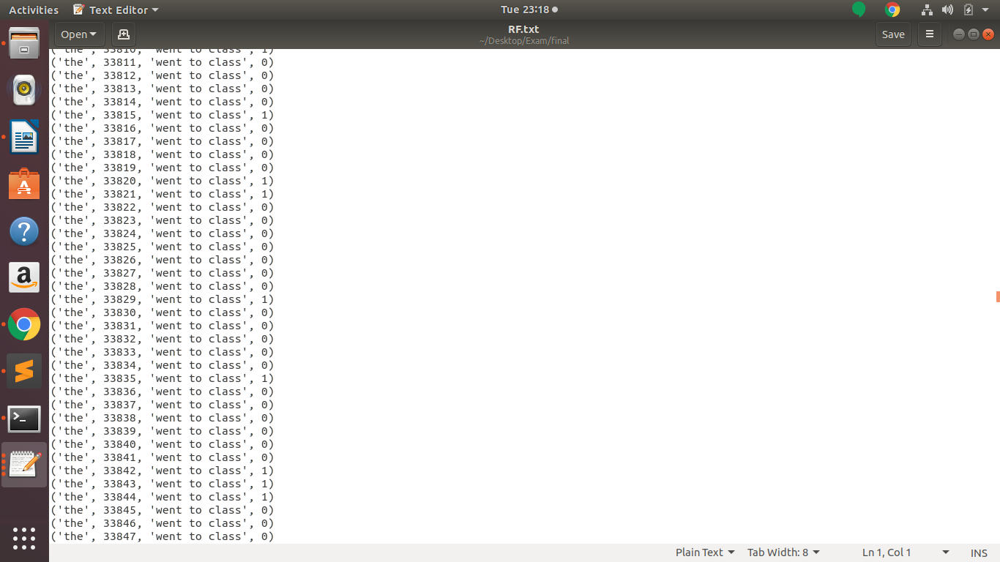 Activities Text Editor Tue 23:18
Open RF.txt Save
~/Desktop/Exam/final
('the', 33810, 'went to class', 1)
('the', 33811, 'went to class', 0)
('the', 33812, 'went to class', 0)
('the', 33813, 'went to class', 0)
('the', 33814, 'went to class', 0)
('the', 33815, 'went to class', 1)
('the', 33816, 'went to class', 0)
('the', 33817, 'went to class', 0)
('the', 33818, 'went to class', 0)
('the', 33819, 'went to class', 0)
('the', 33820, 'went to class', 1)
('the', 33821, 'went to class', 1)
('the', 33822, 'went to class', 0)
('the', 33823, 'went to class', 0)
('the', 33824, 'went to class', 0)
('the', 33825, 'went to class', 0)
('the', 33826, 'went to class', 0)
('the', 33827, 'went to class', 0)
('the', 33828, 'went to class', 0)
('the', 33829, 'went to class', 1)
('the', 33830, 'went to class', 0)
('the', 33831, 'went to class', 0)
('the', 33832, 'went to class', 0)
('the', 33833, 'went to class', 0)
('the', 33834, 'went to class', 0)
('the', 33835, 'went to class', 1)
('the', 33836, 'went to class', 0)
('the', 33837, 'went to class', 0)
('the', 33838, 'went to class', 0)
('the', 33839, 'went to class', 0)
('the', 33840, 'went to class', 0)
('the', 33841, 'went to class', 0)
('the', 33842, 'went to class', 1)
('the', 33843, 'went to class', 1)
('the', 33844, 'went to class', 1)
('the', 33845, 'went to class', 0)
('the', 33846, 'went to class', 0)
('the', 33847, 'went to class', 0)
Plain Text Tab Width: 8 Ln 1, Col 1 INS